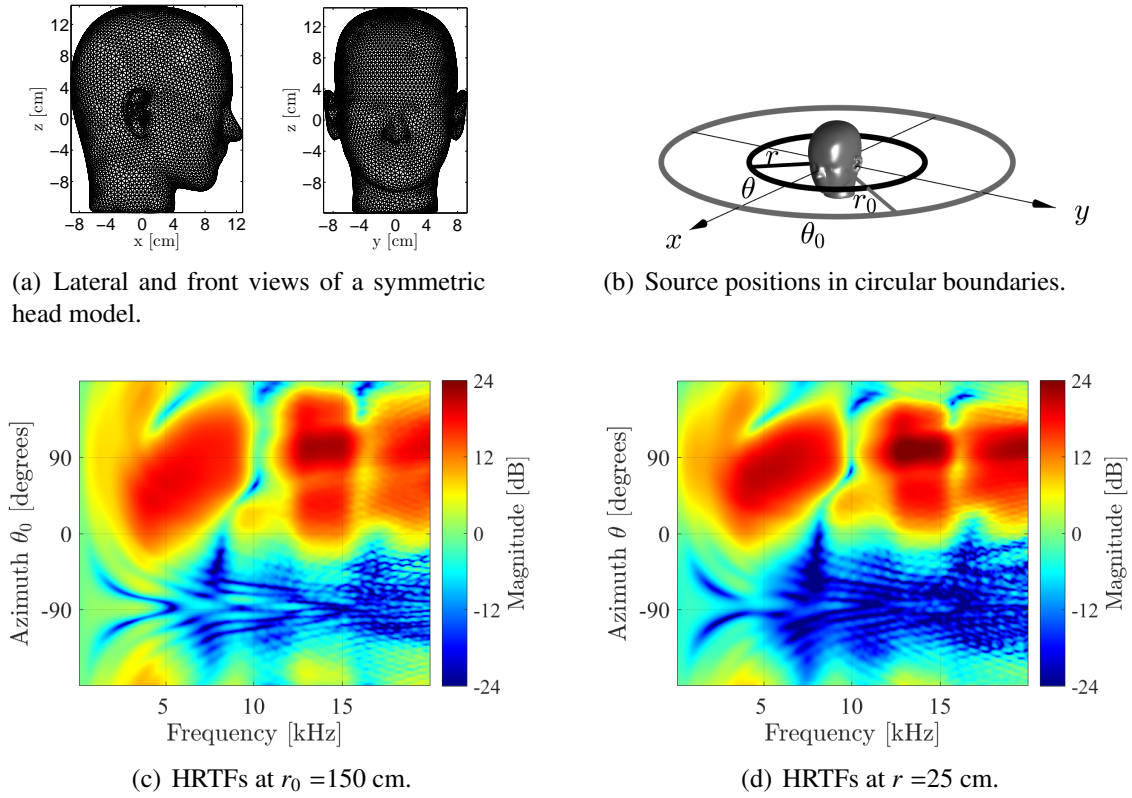 14
12
8
4
0
−4
−8
z [cm]
−8 −4 0 4 8 12
x [cm]
14
12
8
4
0
−4
−8
z [cm]
−8 −4 0 4 8
y [cm]
r
θ
r₀
x
θ₀
y
(a) Lateral and front views of a symmetric
head model.
(b) Source positions in circular boundaries.
Azimuth θ₀ [degrees]
90
0
-90
5 10 15
Frequency [kHz]
24
12
0
-12
-24
Magnitude [dB]
(c) HRTFs at r₀ =150 cm.
Azimuth θ [degrees]
90
0
-90
5 10 15
Frequency [kHz]
24
12
0
-12
-24
Magnitude [dB]
(d) HRTFs at r =25 cm.